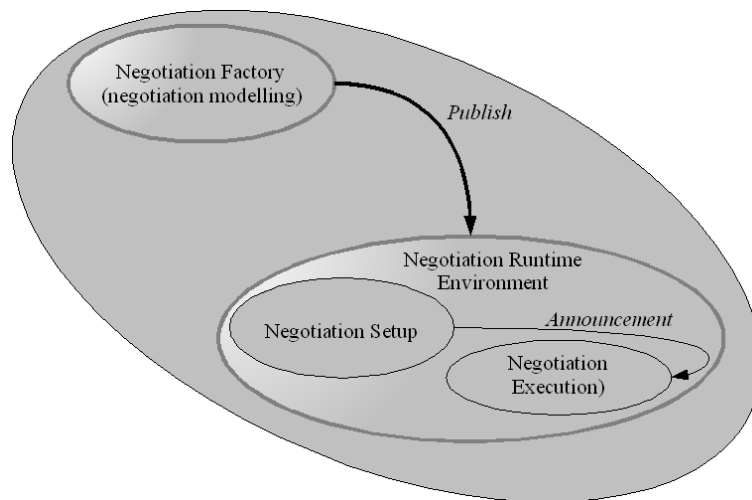 Negotiation Factory
(negotiation modelling)
Publish
Negotiation Runtime
Environment
Announcement
Negotiation Setup
Negotiation
Execution)